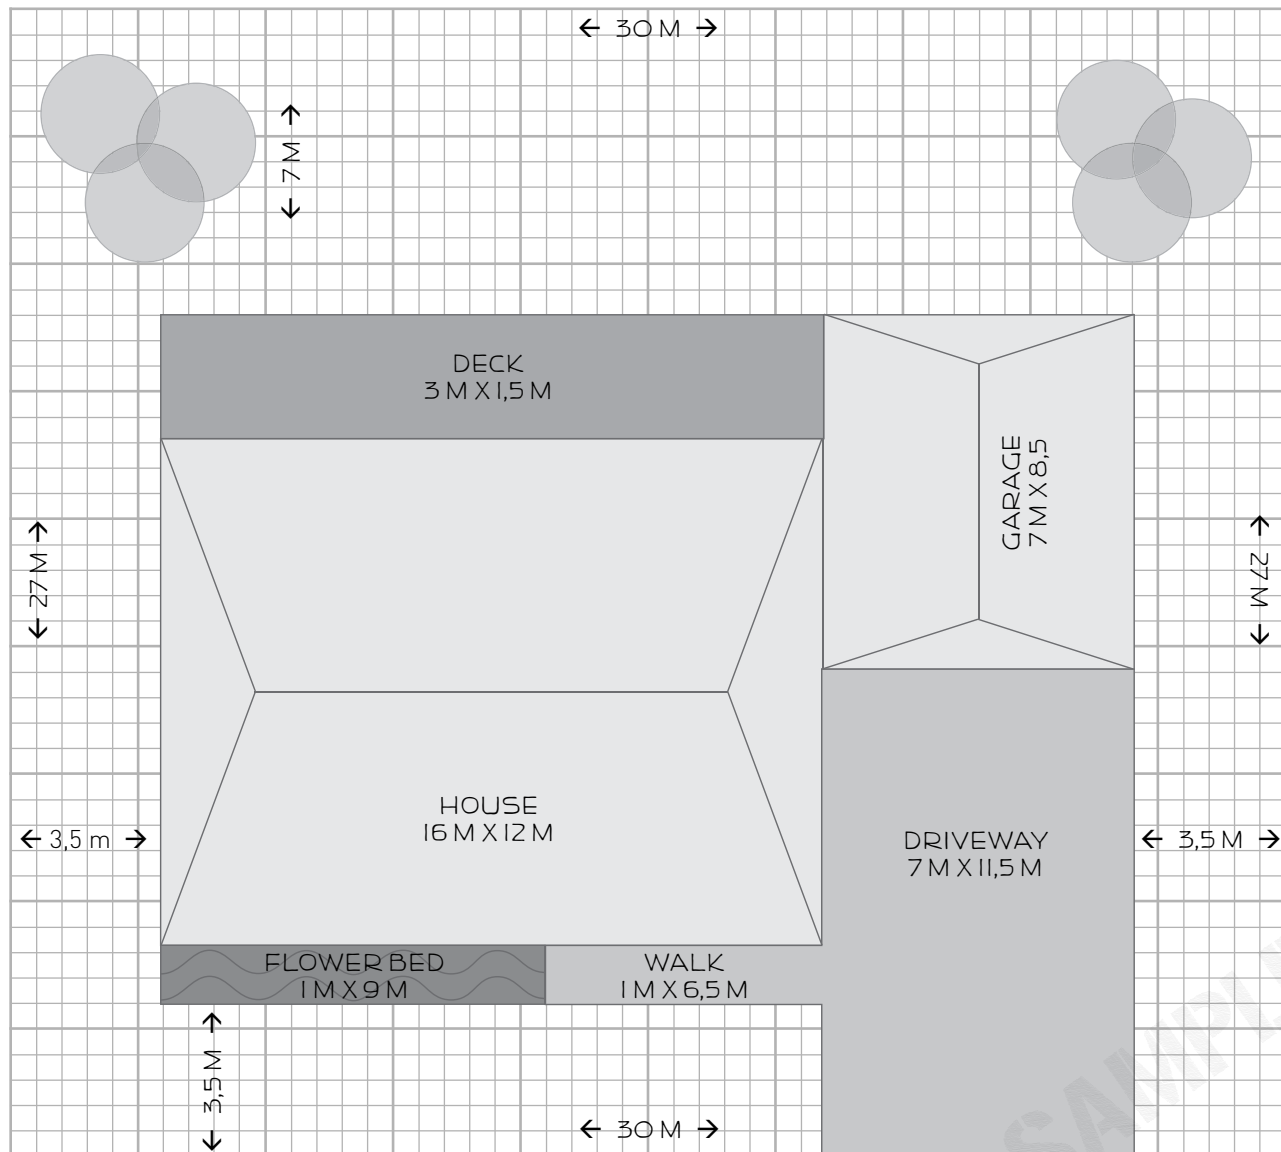 ← 30 M →
← 7 M →
DECK
3 M X 1,5 M
GARAGE
7 M X 8,5
← 27 M →
← 27 M →
HOUSE
16 M X 12 M
← 3,5 m →
DRIVEWAY
7 M X 11,5 M
← 3,5 M →
FLOWER BED
1 M X 9 M
WALK
1 M X 6,5 M
← 3,5 M →
← 30 M →